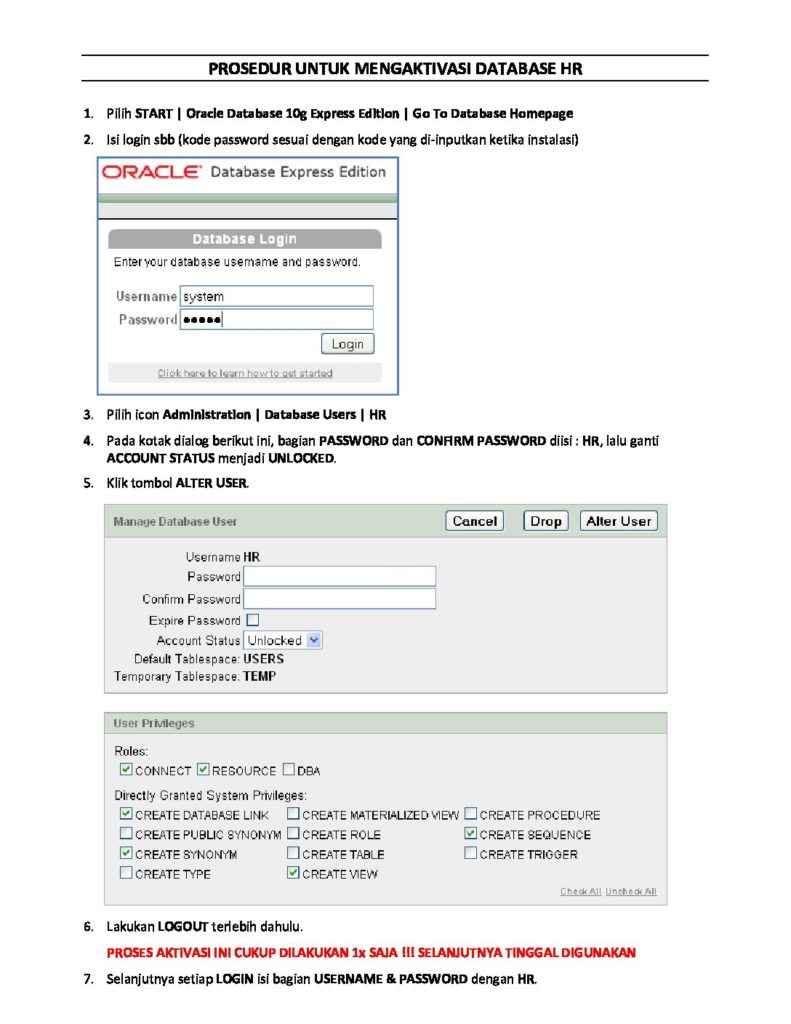 PROSEDUR UNTUK MENGAKTIVASI DATABASE HR
1. Pilih START | Oracle Database 10g Express Edition | Go To Database Homepage
2. Isi login sbb (kode password sesuai dengan kode yang di-inputkan ketika instalasi)
ORACLE Database Express Edition
Database Login
Enter your database username and password.
Username system
Password ●●●●●
Login
Click here to learn how to get started
3. Pilih icon Administration | Database Users | HR
4. Pada kotak dialog berikut ini, bagian PASSWORD dan CONFIRM PASSWORD diisi : HR, lalu ganti
ACCOUNT STATUS menjadi UNLOCKED.
5. Klik tombol ALTER USER.
Manage Database User Cancel Drop Alter User
Username HR
Password
Confirm Password
Expire Password
Account Status Unlocked
Default Tablespace: USERS
Temporary Tablespace: TEMP
User Privileges
Roles:
CONNECT RESOURCE DBA
Directly Granted System Privileges:
CREATE DATABASE LINK CREATE MATERIALIZED VIEW CREATE PROCEDURE
CREATE PUBLIC SYNONYM CREATE ROLE CREATE SEQUENCE
CREATE SYNONYM CREATE TABLE CREATE TRIGGER
CREATE TYPE CREATE VIEW
Check All Uncheck All
6. Lakukan LOGOUT terlebih dahulu.
PROSES AKTIVASI INI CUKUP DILAKUKAN 1x SAJA !!! SELANJUTNYA TINGGAL DIGUNAKAN
7. Selanjutnya setiap LOGIN isi bagian USERNAME & PASSWORD dengan HR.